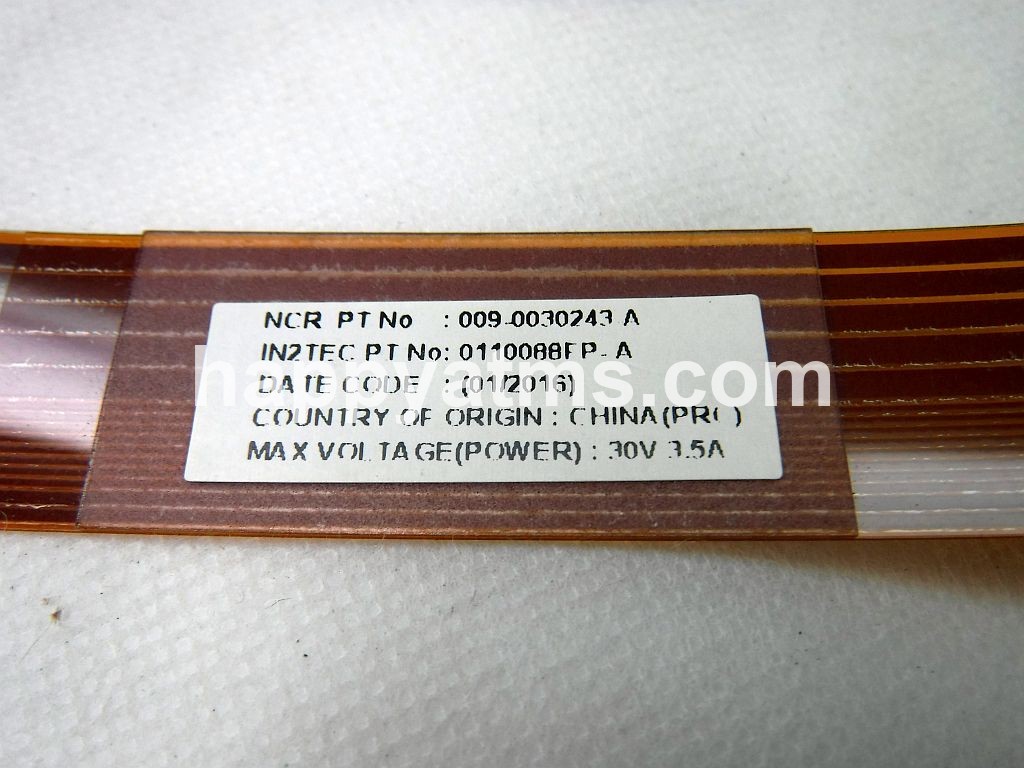 NCR PT No : 009-0030243 A
IN2TEC PT No: 0110088FP- A
DATE CODE : (01/2016)
COUNTRY OF ORIGIN : CHINA(PRC)
MAX VOLTAGE(POWER) : 30V 3.5A
happyatms.com